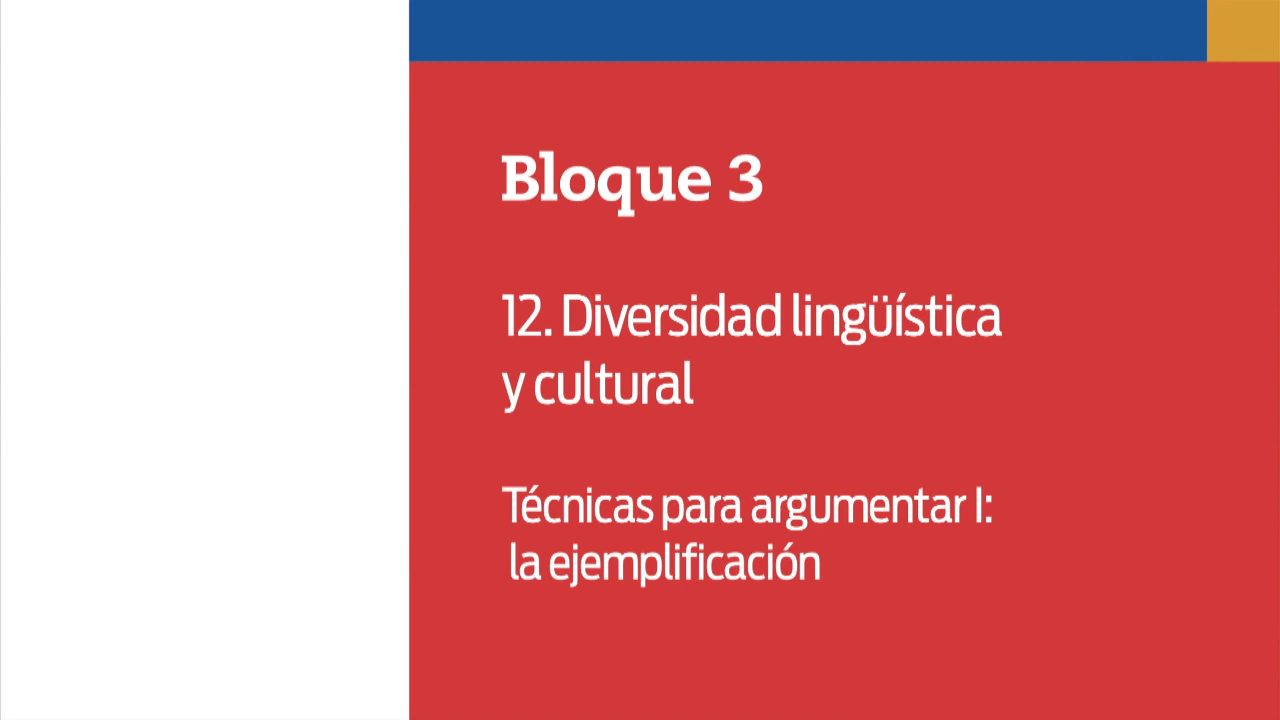 Bloque 3
12. Diversidad lingüística
y cultural
Técnicas para argumentar I:
la ejemplificación